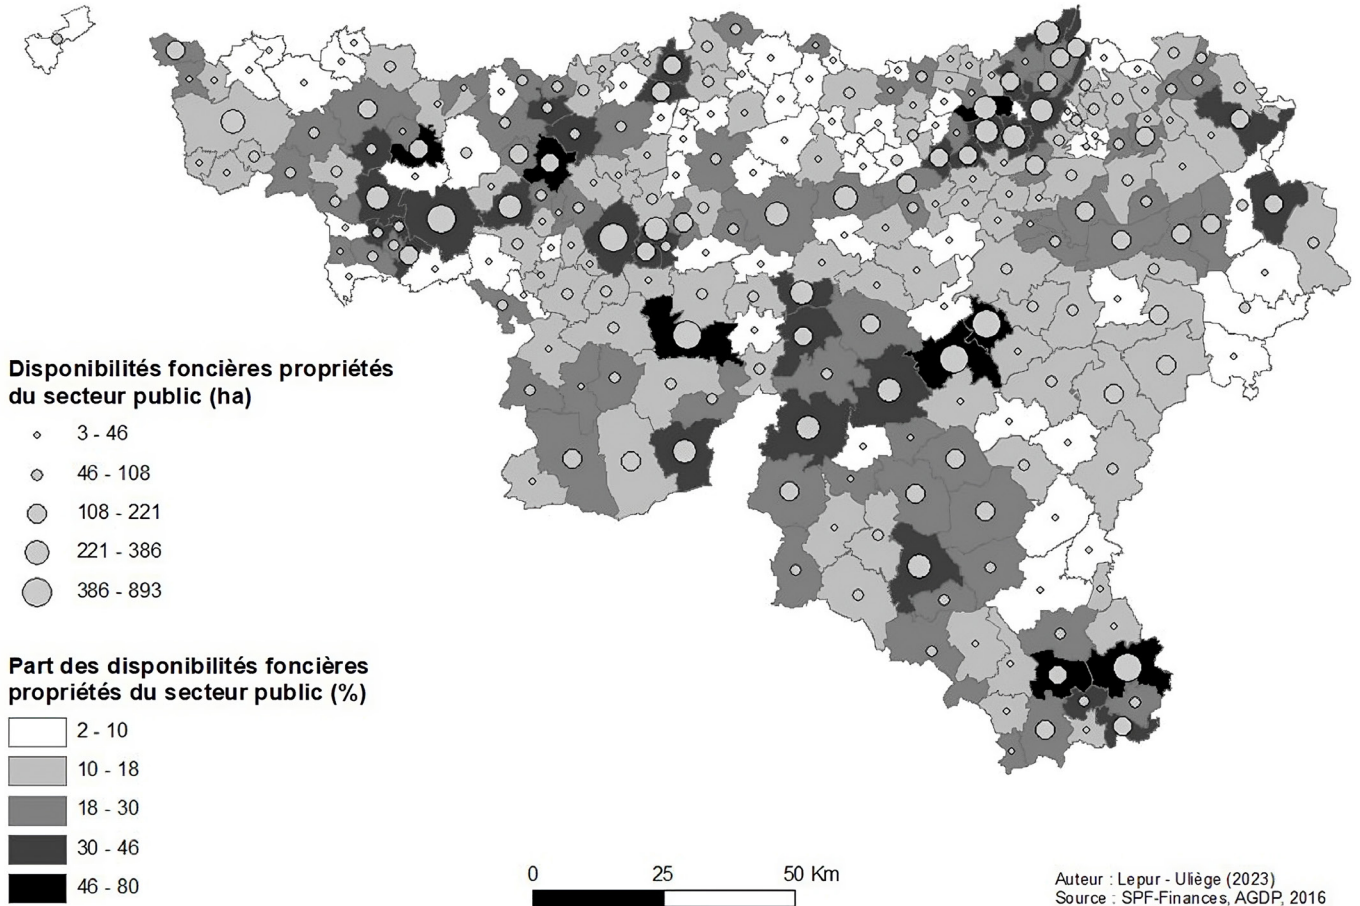 Disponibilités foncières propriétés
du secteur public (ha)
3 - 46
46 - 108
108 - 221
221 - 386
386 - 893
Part des disponibilités foncières
propriétés du secteur public (%)
2 - 10
10 - 18
18 - 30
30 - 46
46 - 80
0 25 50 Km
Auteur : Lepur - Uliège (2023)
Source : SPF-Finances, AGDP, 2016